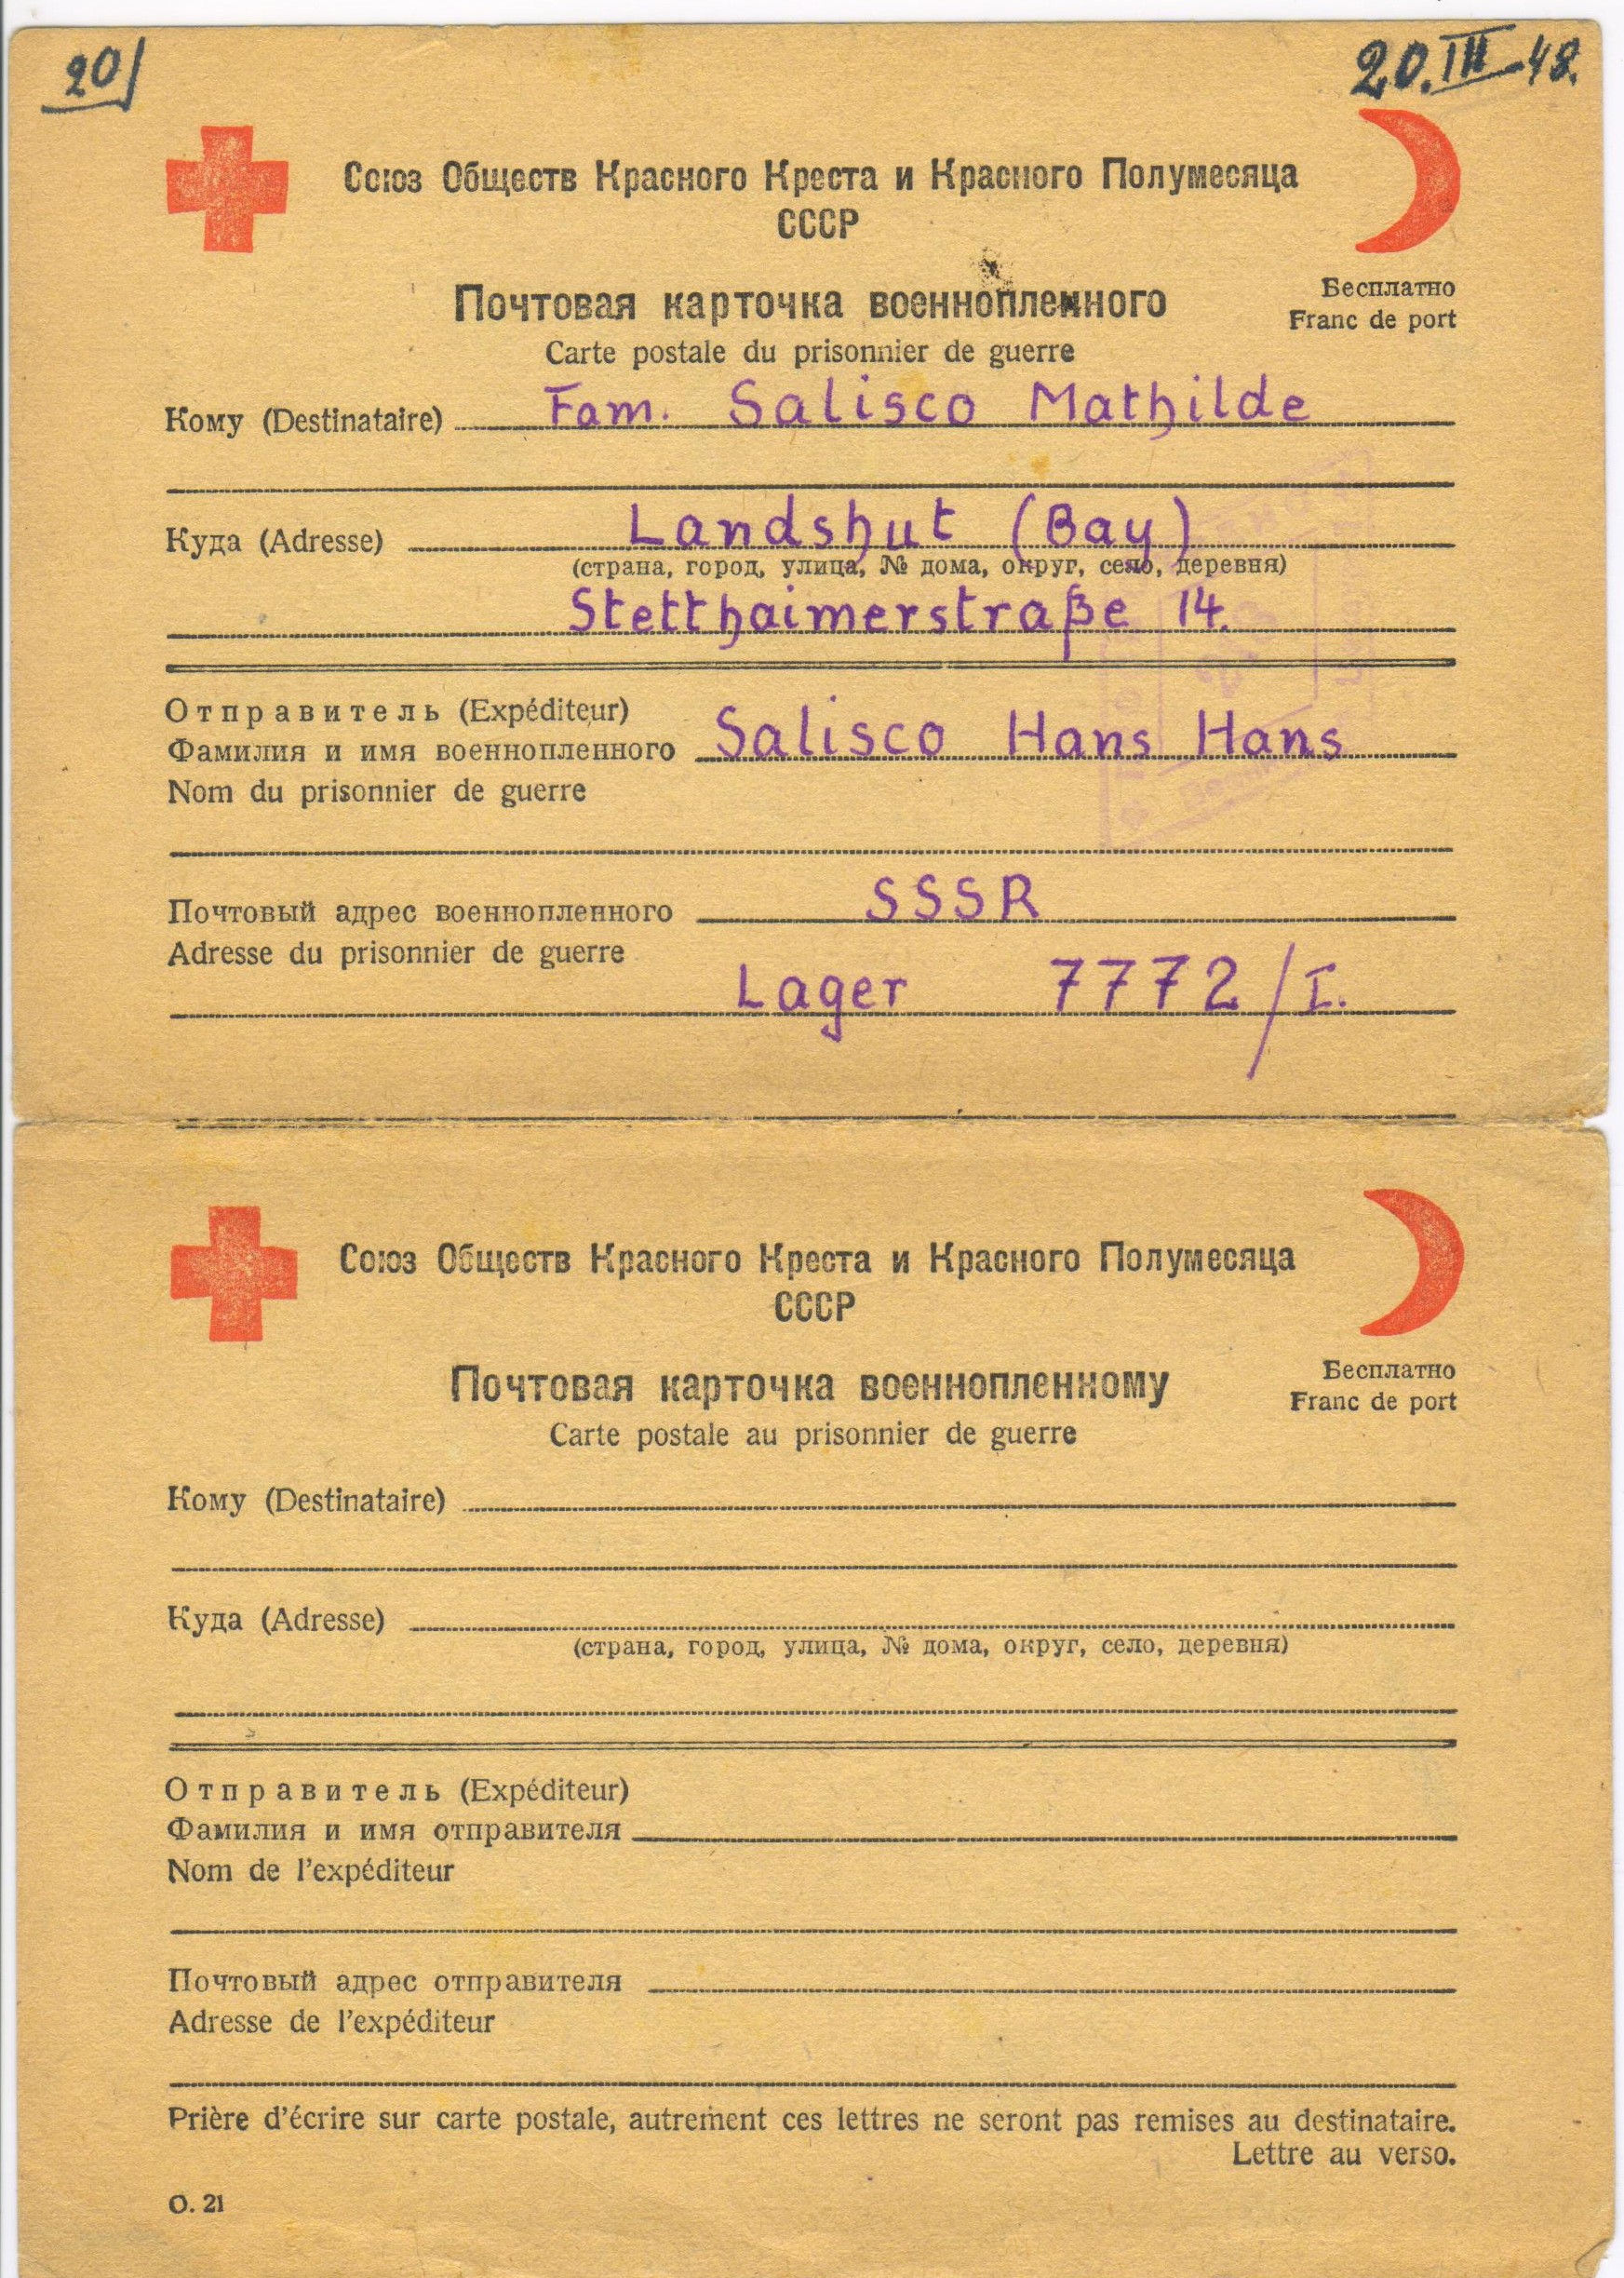 20)
20.III-48.
Союз Обществ Красного Креста и Красного Полумесяца
СССР
Почтовая карточка военнопленного
Бесплатно
Carte postale du prisonnier de guerre
Franc de port
Кому (Destinataire) Fam. Salisco Mathilde
Куда (Adresse) Landshut (Bay)
(страна, город, улица, № дома, округ, село, деревня)
Stetthaimerstraße 14.
Отправитель (Expéditeur)
Фамилия и имя военнопленного Salisco Hans Hans
Nom du prisonnier de guerre
Почтовый адрес военнопленного SSSR
Adresse du prisonnier de guerre
Lager 7772/I.
Союз Обществ Красного Креста и Красного Полумесяца
СССР
Почтовая карточка военнопленному
Бесплатно
Carte postale au prisonnier de guerre
Franc de port
Кому (Destinataire)
Куда (Adresse)
(страна, город, улица, № дома, округ, село, деревня)
Отправитель (Expéditeur)
Фамилия и имя отправителя
Nom de l'expéditeur
Почтовый адрес отправителя
Adresse de l'expéditeur
Prière d'écrire sur carte postale, autrement ces lettres ne seront pas remises au destinataire.
Lettre au verso.
О. 21